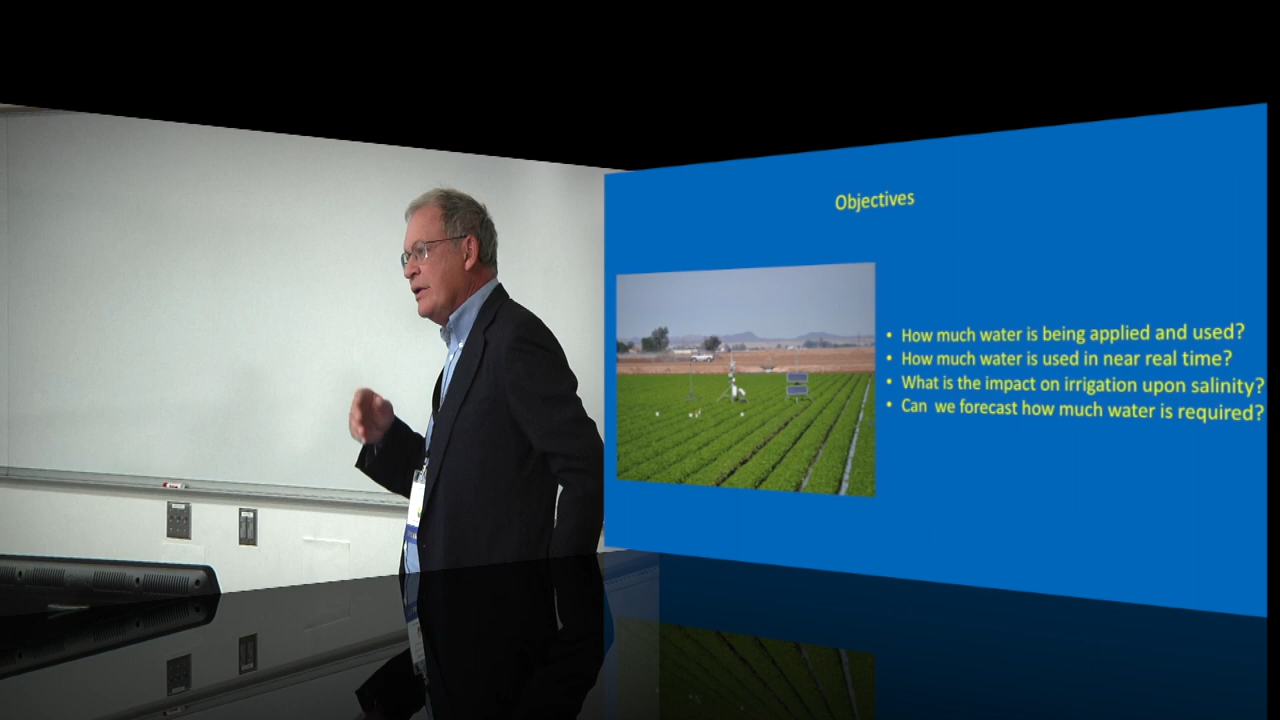 Objectives
• How much water is being applied and used?
• How much water is used in near real time?
• What is the impact on irrigation upon salinity?
• Can we forecast how much water is required?